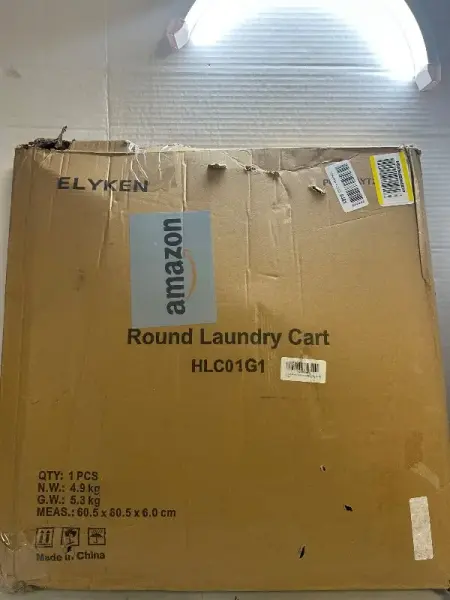 ELYKEN
amazon
Round Laundry Cart
HLC01G1
QTY: 1 PCS
N.W.: 4.9 kg
G.W.: 5.3 kg
MEAS.: 60.5 x 60.5 x 6.0 cm
Made in China